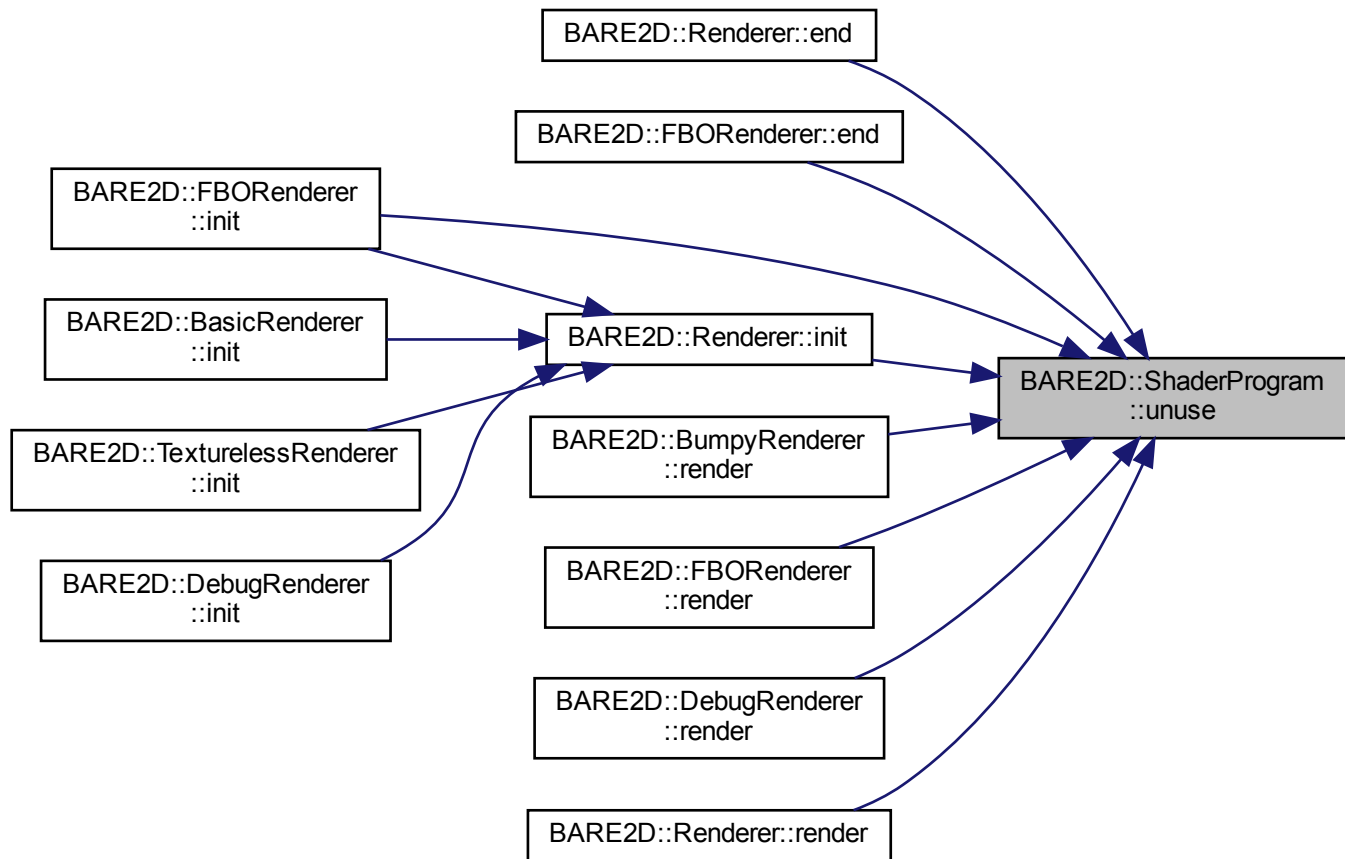 BARE2D::Renderer::end
BARE2D::FBORenderer::end
BARE2D::FBORenderer
::init
BARE2D::BasicRenderer
::init
BARE2D::Renderer::init
BARE2D::ShaderProgram
::unuse
BARE2D::TexturelessRenderer
::init
BARE2D::BumpyRenderer
::render
BARE2D::DebugRenderer
::init
BARE2D::FBORenderer
::render
BARE2D::DebugRenderer
::render
BARE2D::Renderer::render